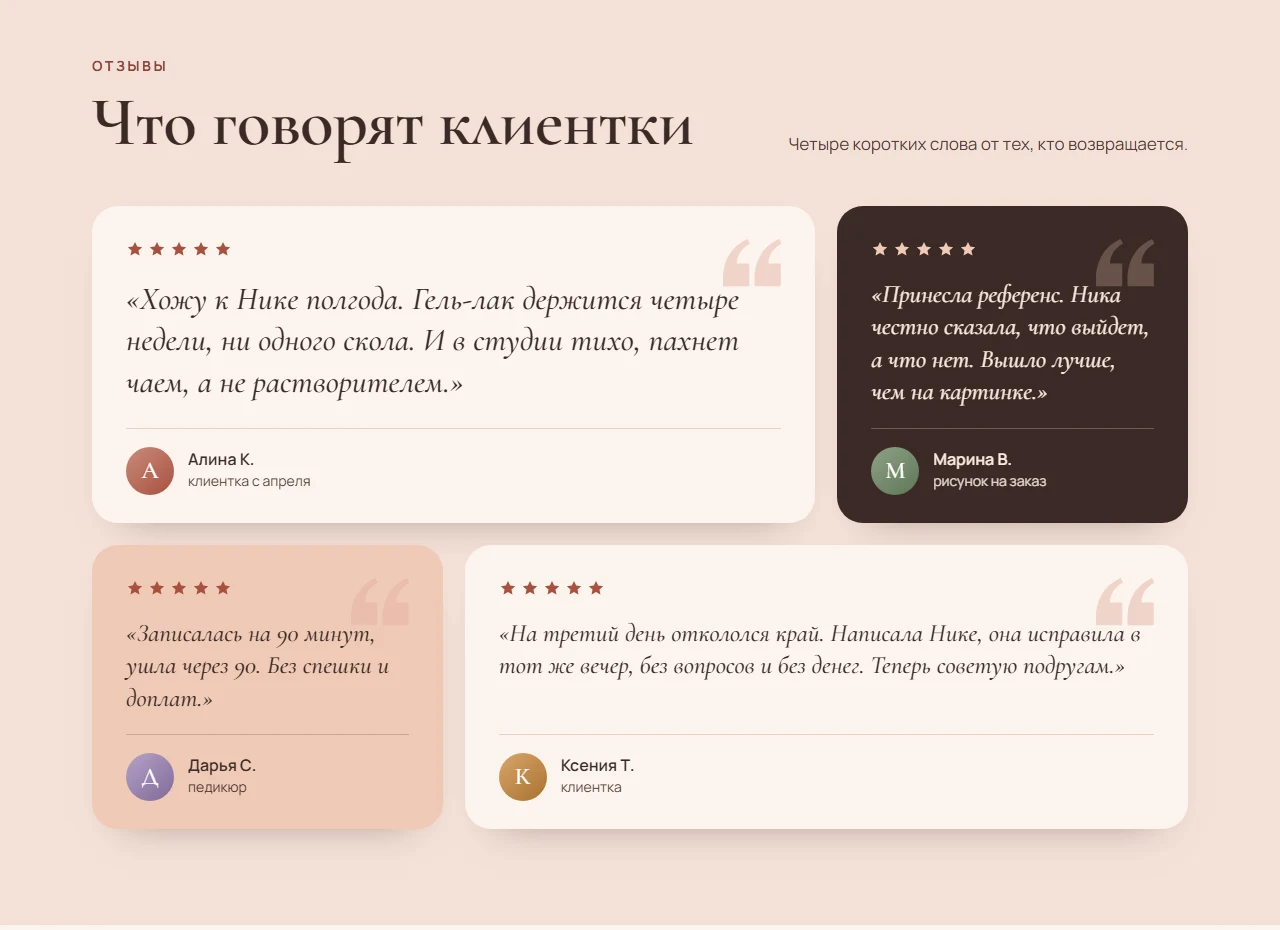 ОТЗЫВЫ
Что говорят клиентки
Четыре коротких слова от тех, кто возвращается.
«Хожу к Нике полгода. Гель-лак держится четыре
недели, ни одного скола. И в студии тихо, пахнет
чаем, а не растворителем.»
А
Алина К.
клиентка с апреля
«Принесла референс. Ника
честно сказала, что выйдет,
а что нет. Вышло лучше,
чем на картинке.»
М
Марина В.
рисунок на заказ
«Записалась на 90 минут,
ушла через 90. Без спешки и
доплат.»
Д
Дарья С.
педикюр
«На третий день откололся край. Написала Нике, она исправила в
тот же вечер, без вопросов и без денег. Теперь советую подругам.»
К
Ксения Т.
клиентка